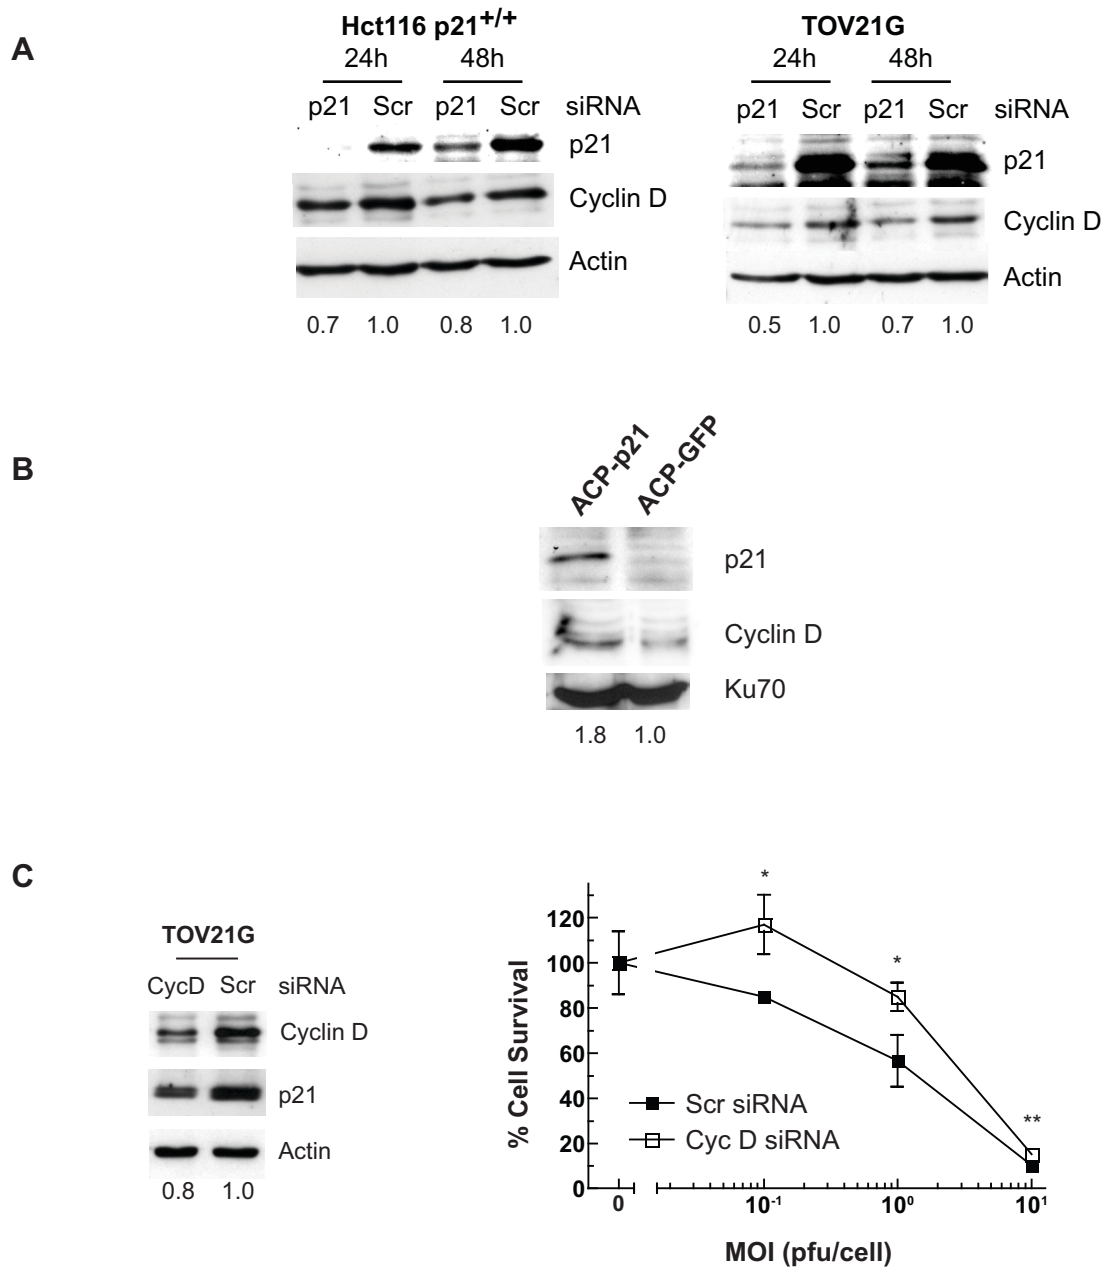 A
Hct116 p21+/+
24h 48h
p21 Scr p21 Scr siRNA
p21
Cyclin D
Actin
0.7 1.0 0.8 1.0
TOV21G
24h 48h
p21 Scr p21 Scr siRNA
p21
Cyclin D
Actin
0.5 1.0 0.7 1.0
B
ACP-p21 ACP-GFP
p21
Cyclin D
Ku70
1.8 1.0
C
TOV21G
CycD Scr siRNA
Cyclin D
p21
Actin
0.8 1.0
% Cell Survival
120
100
80
60
40
20
0
* * **
Scr siRNA
Cyc D siRNA
0 10-1 100 101
MOI (pfu/cell)